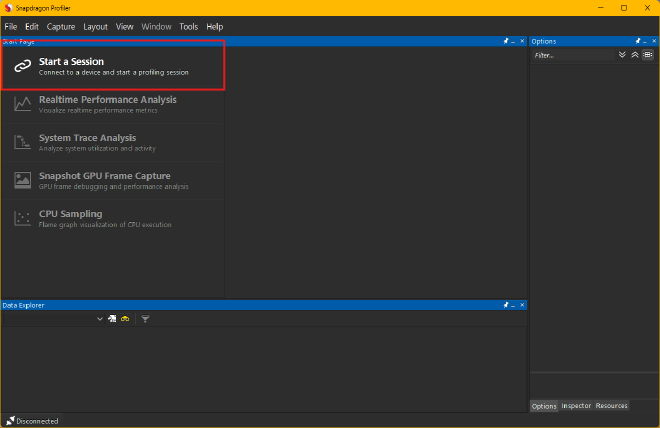 Snapdragon Profiler
File Edit Capture Layout View Window Tools Help
Start Page
Start a Session
Connect to a device and start a profiling session
Realtime Performance Analysis
Visualize realtime performance metrics
System Trace Analysis
Analyze system utilization and activity
Snapshot GPU Frame Capture
GPU frame debugging and performance analysis
CPU Sampling
Flame graph visualization of CPU execution
Options
Filter...
Data Explorer
Options Inspector Resources
Disconnected